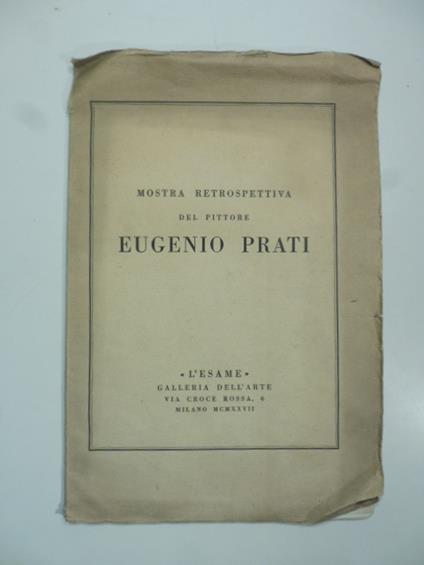 MOSTRA RETROSPETTIVA
DEL PITTORE
EUGENIO PRATI
« L'ESAME »
GALLERIA DELL'ARTE
VIA CROCE ROSSA, 6
MILANO MCMXXVII